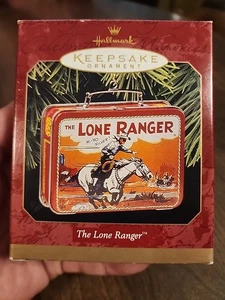 Hallmark
KEEPSAKE
ORNAMENT
THE LONE RANGER
The Lone Ranger™